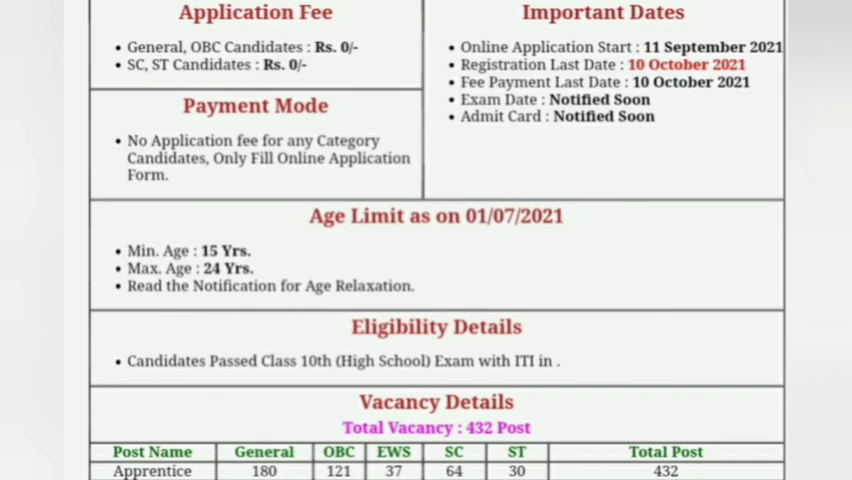 Application Fee
General, OBC Candidates : Rs. 0/-
SC, ST Candidates : Rs. 0/-
Payment Mode
No Application fee for any Category
Candidates, Only Fill Online Application
Form.
Important Dates
Online Application Start : 11 September 2021
Registration Last Date : 10 October 2021
Fee Payment Last Date : 10 October 2021
Exam Date : Notified Soon
Admit Card : Notified Soon
Age Limit as on 01/07/2021
Min. Age : 15 Yrs.
Max. Age : 24 Yrs.
Read the Notification for Age Relaxation.
Eligibility Details
Candidates Passed Class 10th (High School) Exam with ITI in .
Vacancy Details
Total Vacancy : 432 Post
Post Name General OBC EWS SC ST Total Post
Apprentice 180 121 37 64 30 432